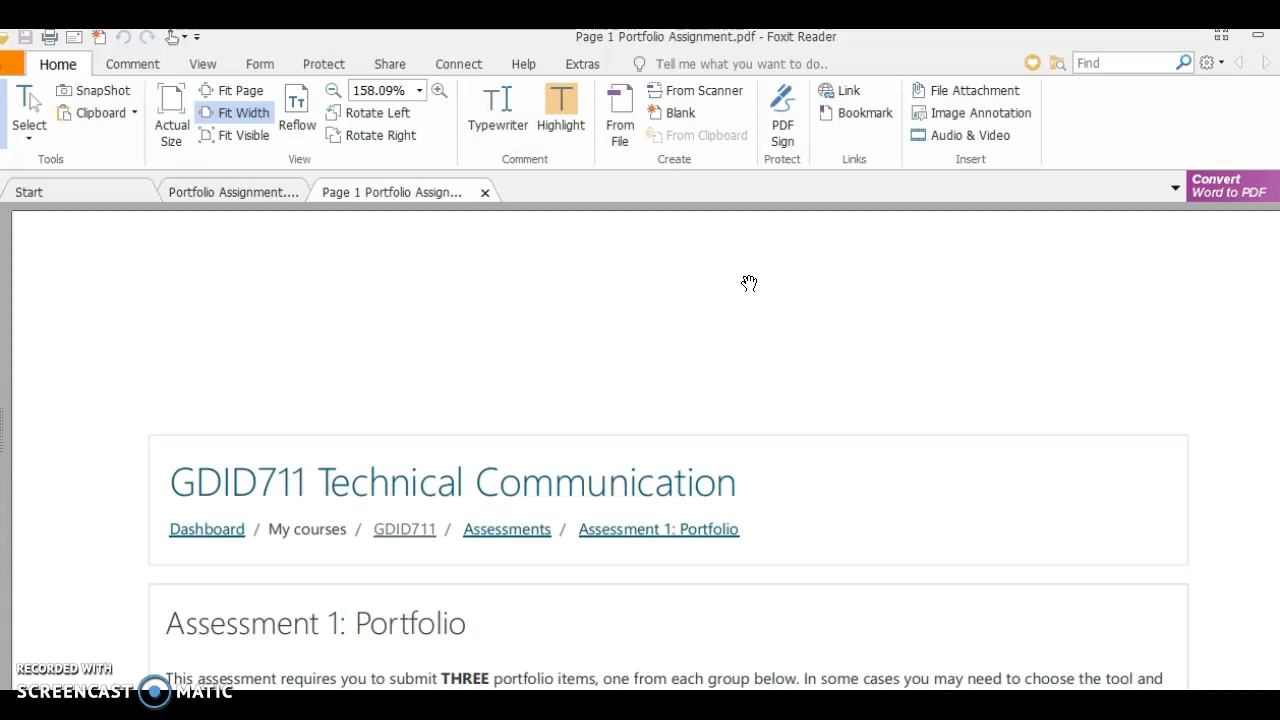 Page 1 Portfolio Assignment.pdf - Foxit Reader
Home Comment View Form Protect Share Connect Help Extras Tell me what you want to do.. Find
SnapShot Fit Page 158.09% From Scanner Link File Attachment
Clipboard Fit Width Rotate Left Blank Bookmark Image Annotation
Select Actual Size Reflow Fit Visible Rotate Right Typewriter Highlight From File From Clipboard PDF Sign Audio & Video
Tools View Comment Create Protect Links Insert
Start Portfolio Assignment.... Page 1 Portfolio Assign... Convert
Word to PDF
GDID711 Technical Communication
Dashboard / My courses / GDID711 / Assessments / Assessment 1: Portfolio
Assessment 1: Portfolio
This assessment requires you to submit THREE portfolio items, one from each group below. In some cases you may need to choose the tool and
RECORDED WITH
SCREENCAST MATIC